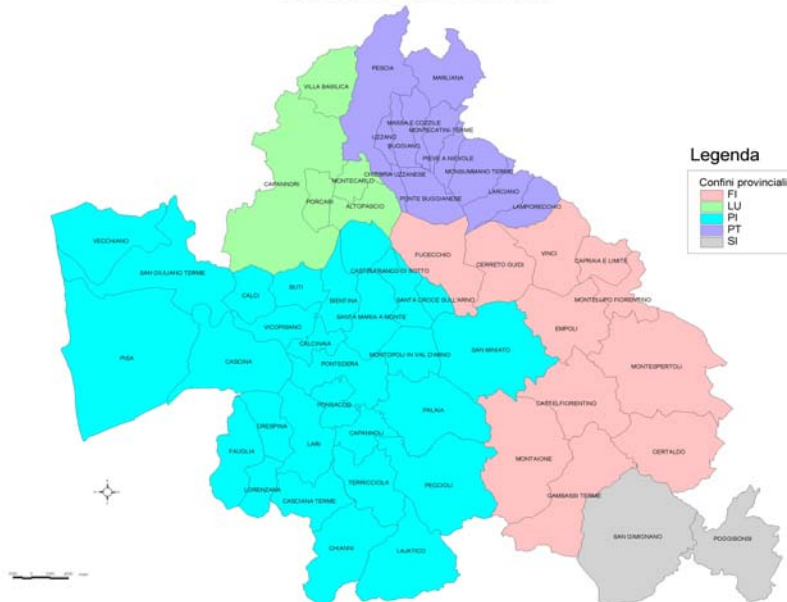 PESCIA
MARLIANA
VILLA BASILICA
MASSA E COZZILE
MONTECATINI-TERME
UZZANO
BUGGIANO
PIEVE A NIEVOLE
MONSUMMANO TERME
CHIESINA UZZANESE
MONTECARLO
CAPANNORI
PORCARI
ALTOPASCIO
PONTE BUGGIANESE
LARCIANO
LAMPORECCHIO
Legenda
Confini provinciali
FI
LU
PI
PT
SI
VECCHIANO
SAN GIULIANO TERME
FUCECCHIO
CERRETO GUIDI
VINCI
CAPRAIA E LIMITE
CASTELFRANCO DI SOTTO
CALCI
BUTI
BIENTINA
SANTA CROCE SULL'ARNO
MONTELUPO FIORENTINO
VICOPISANO
SANTA MARIA A MONTE
EMPOLI
CALCINAIA
PISA
CASCINA
PONTEDERA
MONTOPOLI IN VAL D'ARNO
SAN MINIATO
MONTESPERTOLI
PONSACCO
PALAIA
CASTELFIORENTINO
CRESPINA
CAPANNOLI
LARI
FAUGLIA
MONTAIONE
CERTALDO
LORENZANA
CASCIANA TERME
TERRICCIOLA
PECCIOLI
GAMBASSI TERME
SAN GIMIGNANO
POGGIBONSI
CHIANNI
LAJATICO